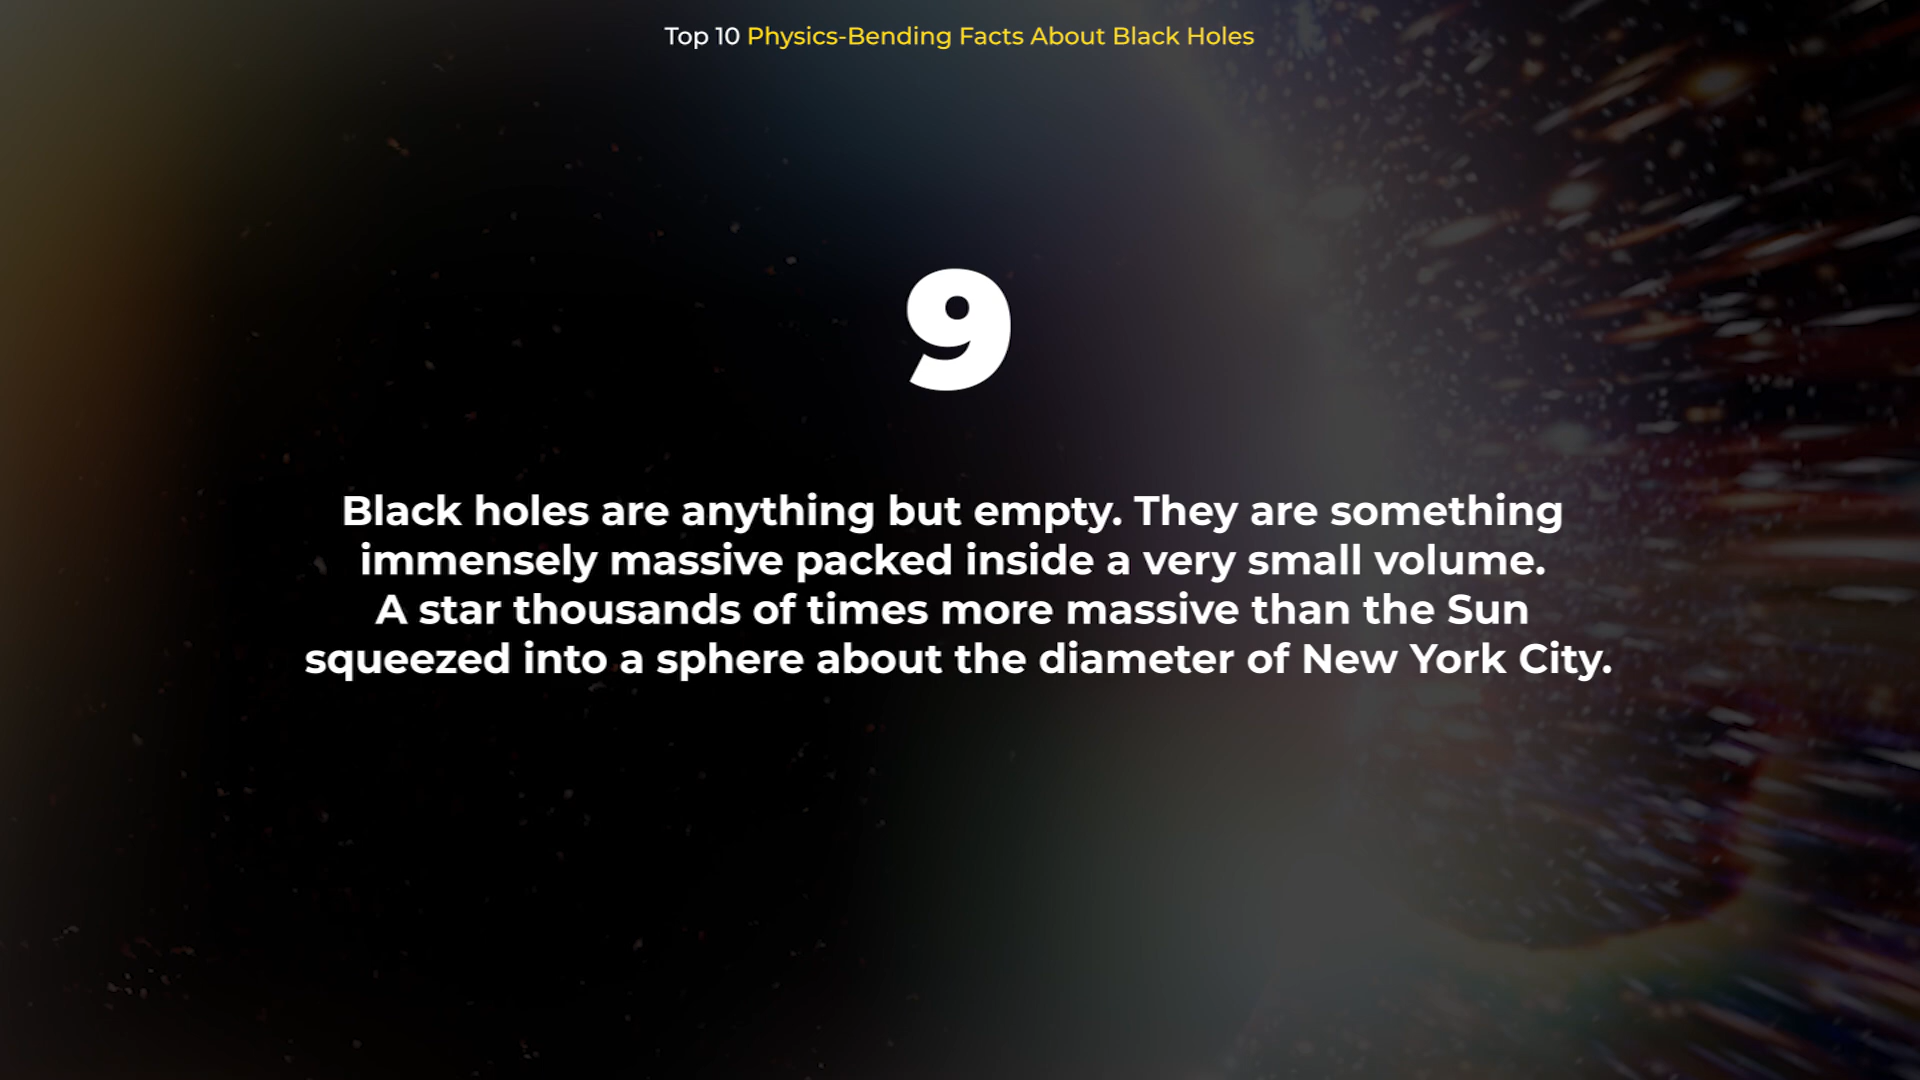 Top 10 Physics-Bending Facts About Black Holes
9
Black holes are anything but empty. They are something
immensely massive packed inside a very small volume.
A star thousands of times more massive than the Sun
squeezed into a sphere about the diameter of New York City.